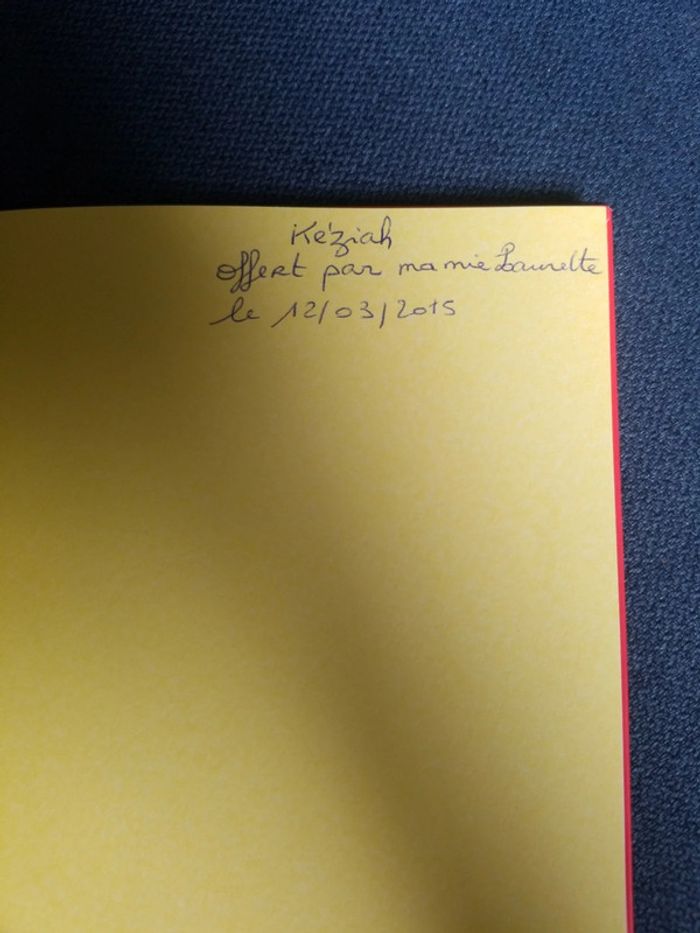 Kéziah
offert par mamie Laurette
le 12/03/2015